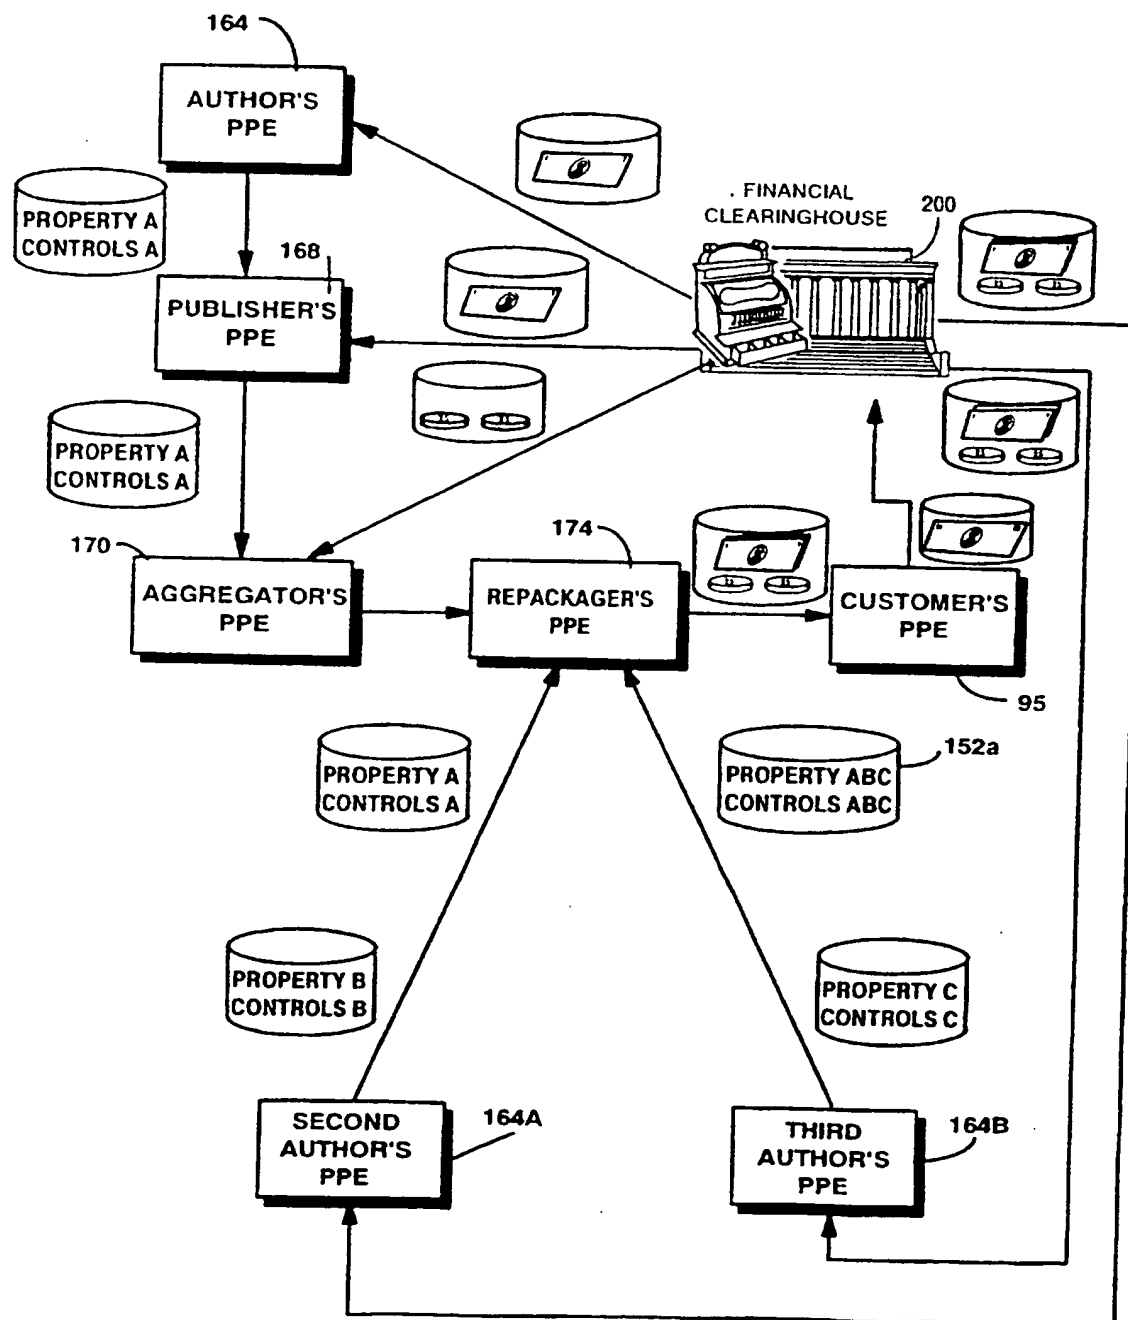 164
AUTHOR'S
PPE
PROPERTY A
CONTROLS A
. FINANCIAL
CLEARINGHOUSE
200
168
PUBLISHER'S
PPE
PROPERTY A
CONTROLS A
170
AGGREGATOR'S
PPE
174
REPACKAGER'S
PPE
CUSTOMER'S
PPE
95
PROPERTY A
CONTROLS A
PROPERTY ABC
CONTROLS ABC
152a
PROPERTY B
CONTROLS B
PROPERTY C
CONTROLS C
SECOND
AUTHOR'S
PPE
164A
THIRD
AUTHOR'S
PPE
164B